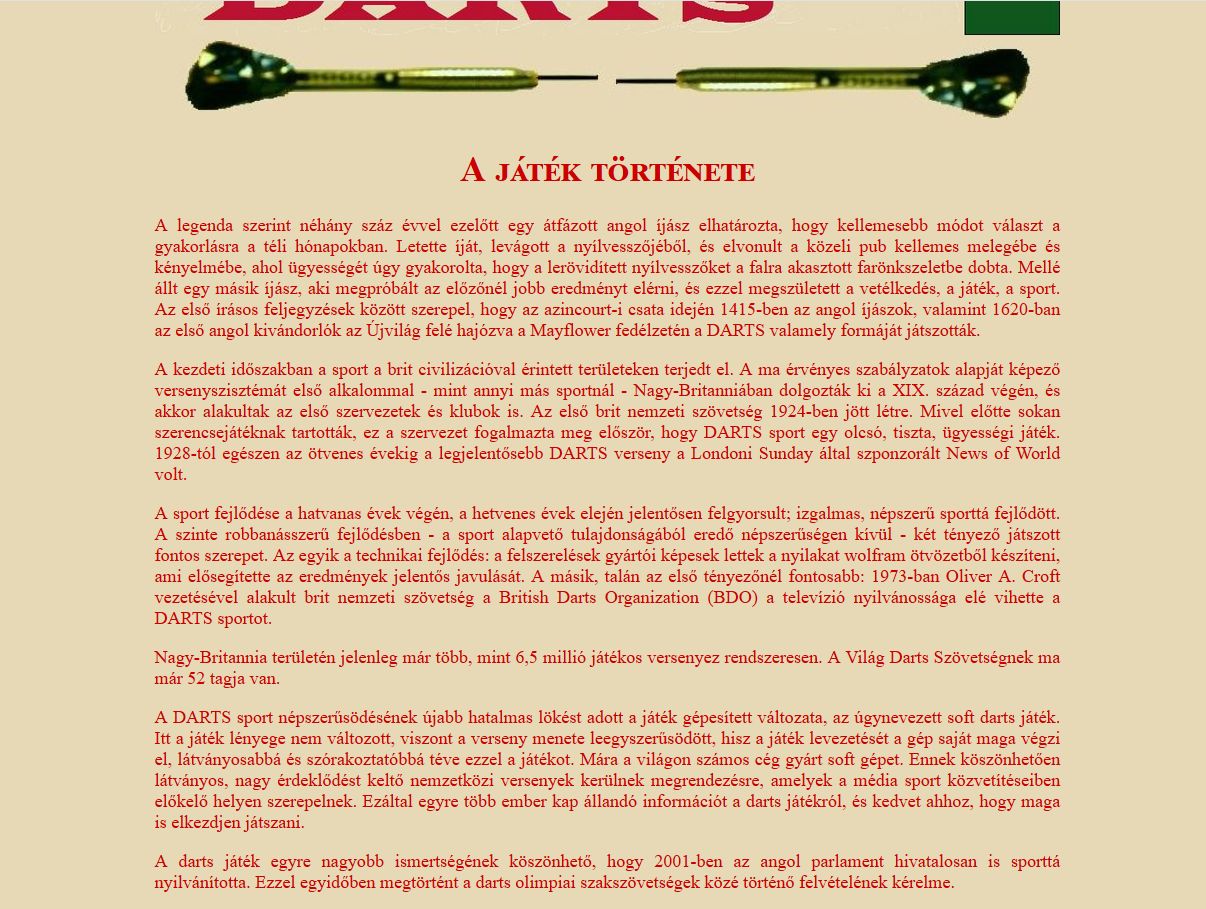 DARTS
A JÁTÉK TÖRTÉNETE
A legenda szerint néhány száz évvel ezelőtt egy átfázott angol íjász elhatározta, hogy kellemesebb módot választ a
gyakorlásra a téli hónapokban. Letette íját, levágott a nyílvesszőjéből, és elvonult a közeli pub kellemes melegébe és
kényelmébe, ahol ügyességét úgy gyakorolta, hogy a lerövidített nyílvesszőket a falra akasztott farönkszeletbe dobta. Mellé
állt egy másik íjász, aki megpróbált az előzőnél jobb eredményt elérni, és ezzel megszületett a vetélkedés, a játék, a sport.
Az első írásos feljegyzések között szerepel, hogy az azincourt-i csata idején 1415-ben az angol íjászok, valamint 1620-ban
az első angol kivándorlók az Újvilág felé hajózva a Mayflower fedélzetén a DARTS valamely formáját játszották.
A kezdeti időszakban a sport a brit civilizációval érintett területeken terjedt el. A ma érvényes szabályzatok alapját képező
versenyszisztémát első alkalommal - mint annyi más sportnál - Nagy-Britanniában dolgozták ki a XIX. század végén, és
akkor alakultak az első szervezetek és klubok is. Az első brit nemzeti szövetség 1924-ben jött létre. Mivel előtte sokan
szerencsejátéknak tartották, ez a szervezet fogalmazta meg először, hogy DARTS sport egy olcsó, tiszta, ügyességi játék.
1928-tól egészen az ötvenes évekig a legjelentősebb DARTS verseny a Londoni Sunday által szponzorált News of World
volt.
A sport fejlődése a hatvanas évek végén, a hetvenes évek elején jelentősen felgyorsult; izgalmas, népszerű sporttá fejlődött.
A szinte robbanásszerű fejlődésben - a sport alapvető tulajdonságából eredő népszerűségen kívül - két tényező játszott
fontos szerepet. Az egyik a technikai fejlődés: a felszerelések gyártói képesek lettek a nyilakat wolfram ötvözetből készíteni,
ami elősegítette az eredmények jelentős javulását. A másik, talán az első tényezőnél fontosabb: 1973-ban Oliver A. Croft
vezetésével alakult brit nemzeti szövetség a British Darts Organization (BDO) a televízió nyilvánossága elé vihette a
DARTS sportot.
Nagy-Britannia területén jelenleg már több, mint 6,5 millió játékos versenyez rendszeresen. A Világ Darts Szövetségnek ma
már 52 tagja van.
A DARTS sport népszerűsödésének újabb hatalmas lökést adott a játék gépesített változata, az úgynevezett soft darts játék.
Itt a játék lényege nem változott, viszont a verseny menete leegyszerűsödött, hisz a játék levezetését a gép saját maga végzi
el, látványosabbá és szórakoztatóbbá téve ezzel a játékot. Mára a világon számos cég gyárt soft gépet. Ennek köszönhetően
látványos, nagy érdeklődést keltő nemzetközi versenyek kerülnek megrendezésre, amelyek a média sport közvetítéseiben
előkelő helyen szerepelnek. Ezáltal egyre több ember kap állandó információt a darts játékról, és kedvet ahhoz, hogy maga
is elkezdjen játszani.
A darts játék egyre nagyobb ismertségének köszönhető, hogy 2001-ben az angol parlament hivatalosan is sporttá
nyilvánította. Ezzel egyidőben megtörtént a darts olimpiai szakszövetségek közé történő felvételének kérelme.